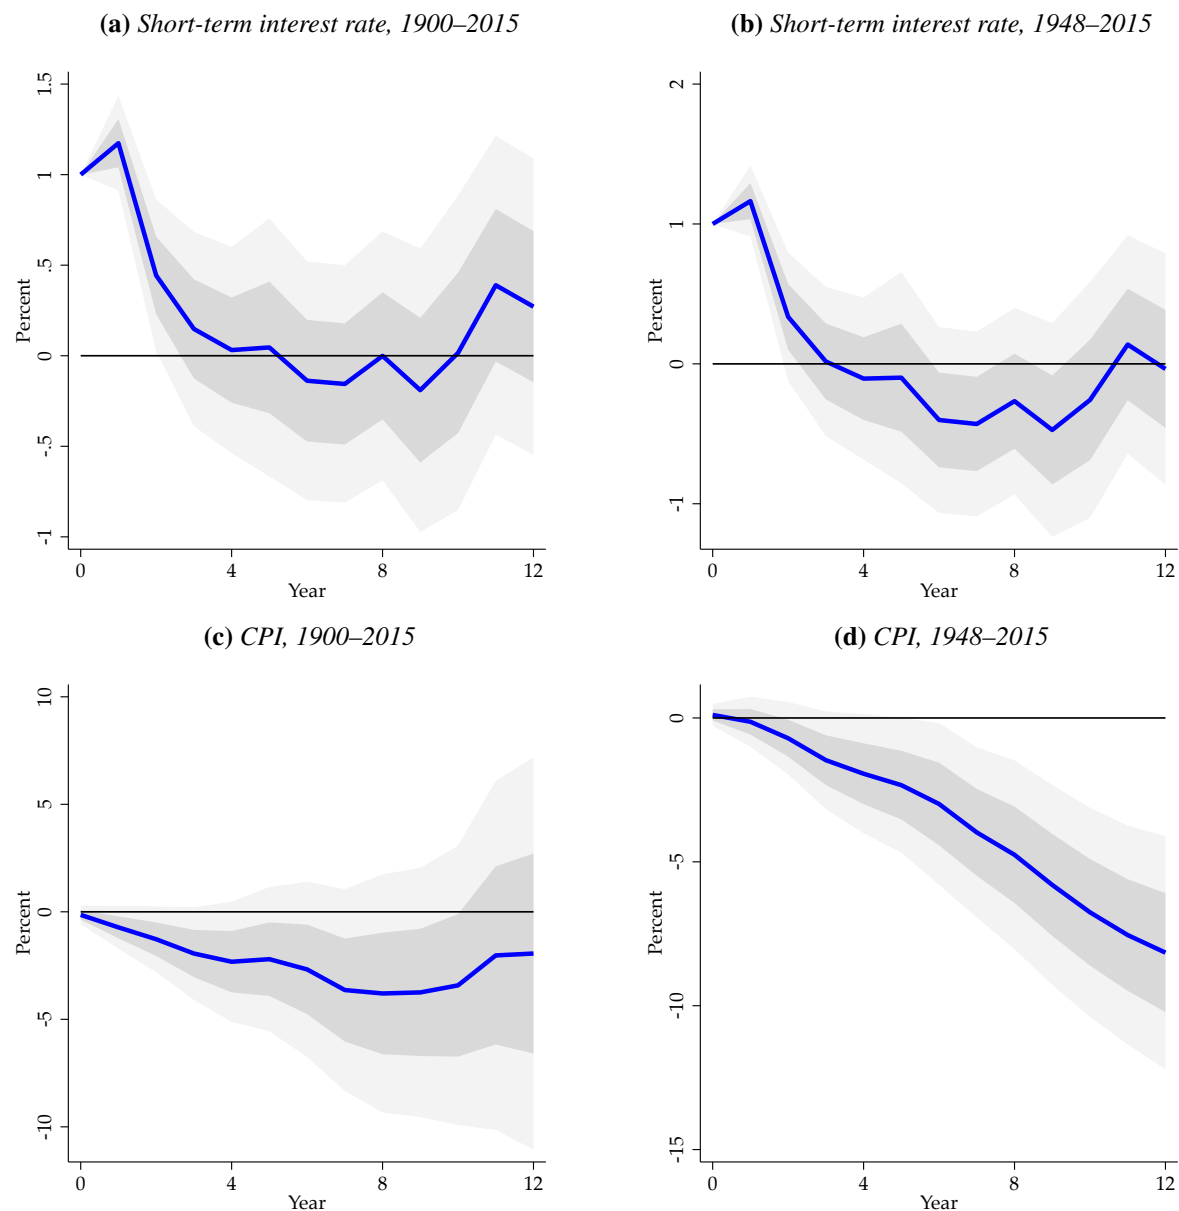 (a) Short-term interest rate, 1900–2015
(b) Short-term interest rate, 1948–2015
1.5
1
.5
0
-.5
-1
Percent
0 4 8 12
Year
2
1
0
-1
Percent
0 4 8 12
Year
(c) CPI, 1900–2015
(d) CPI, 1948–2015
10
5
0
-5
-10
Percent
0 4 8 12
Year
0
-5
-10
-15
Percent
0 4 8 12
Year